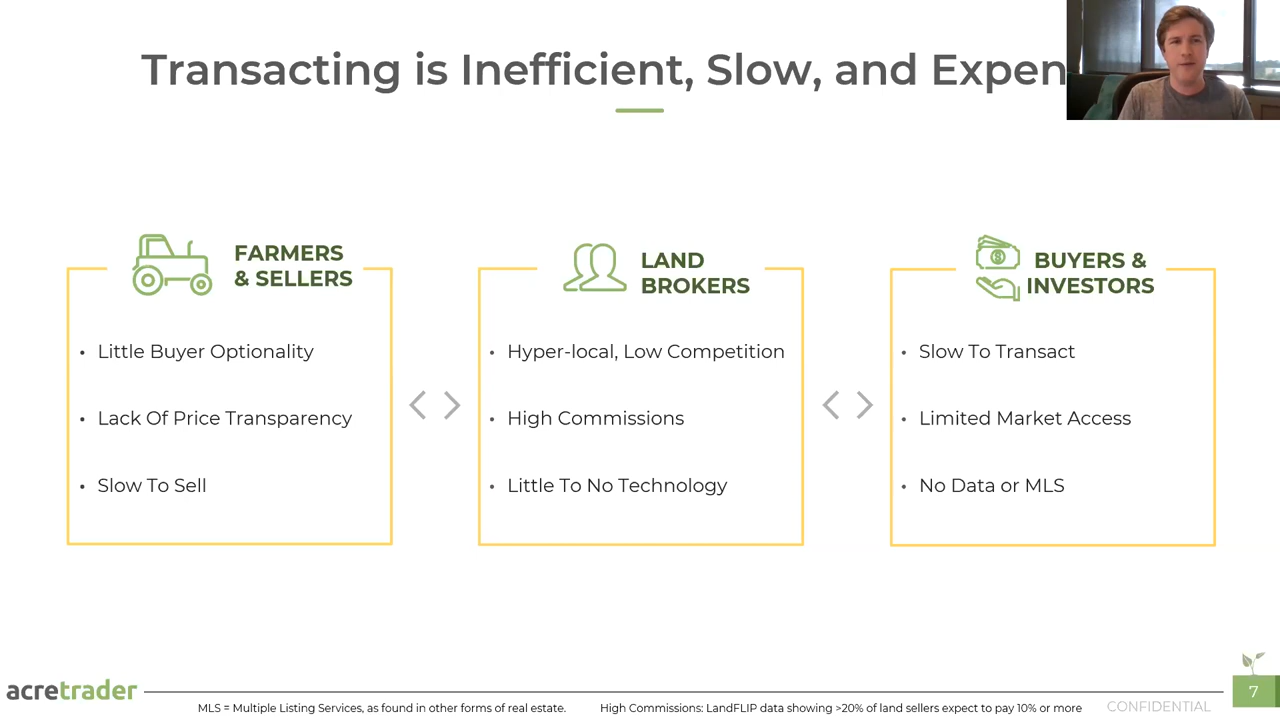 Transacting is Inefficient, Slow, and Expen
FARMERS
& SELLERS
• Little Buyer Optionality
• Lack Of Price Transparency
• Slow To Sell
< >
LAND
BROKERS
• Hyper-local, Low Competition
• High Commissions
• Little To No Technology
< >
BUYERS &
INVESTORS
• Slow To Transact
• Limited Market Access
• No Data or MLS
acretrader
MLS = Multiple Listing Services, as found in other forms of real estate.
High Commissions: LandFLIP data showing >20% of land sellers expect to pay 10% or more
CONFIDENTIAL
7